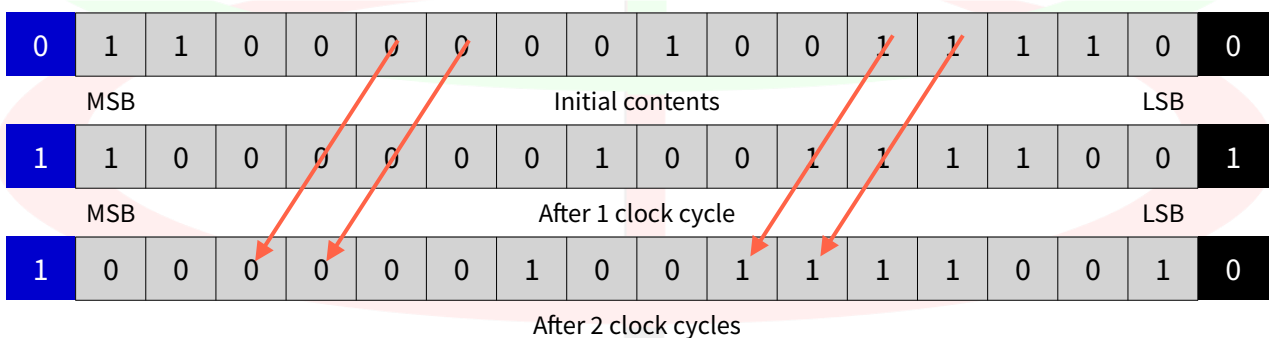 0 1 1 0 0 0 0 0 0 1 0 0 1 1 1 1 0 0
MSB Initial contents LSB
1 1 0 0 0 0 0 0 1 0 0 1 1 1 1 0 0 1
MSB After 1 clock cycle LSB
1 0 0 0 0 0 0 1 0 0 1 1 1 1 0 0 1 0
After 2 clock cycles